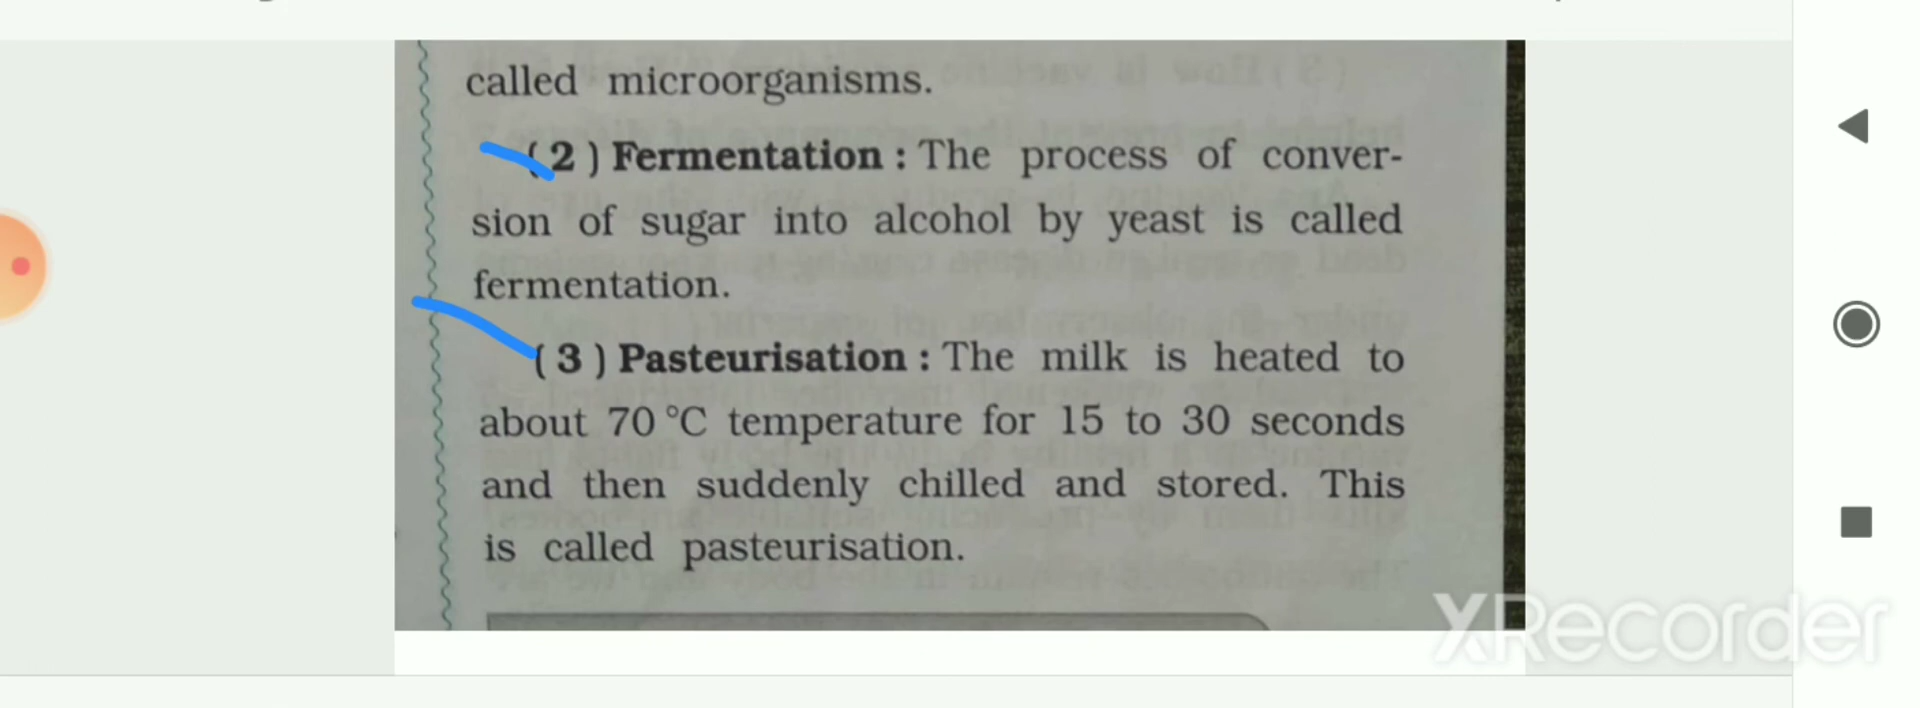 called microorganisms.
( 2 ) Fermentation : The process of conver-
sion of sugar into alcohol by yeast is called
fermentation.
( 3 ) Pasteurisation : The milk is heated to
about 70 °C temperature for 15 to 30 seconds
and then suddenly chilled and stored. This
is called pasteurisation.
XRecorder